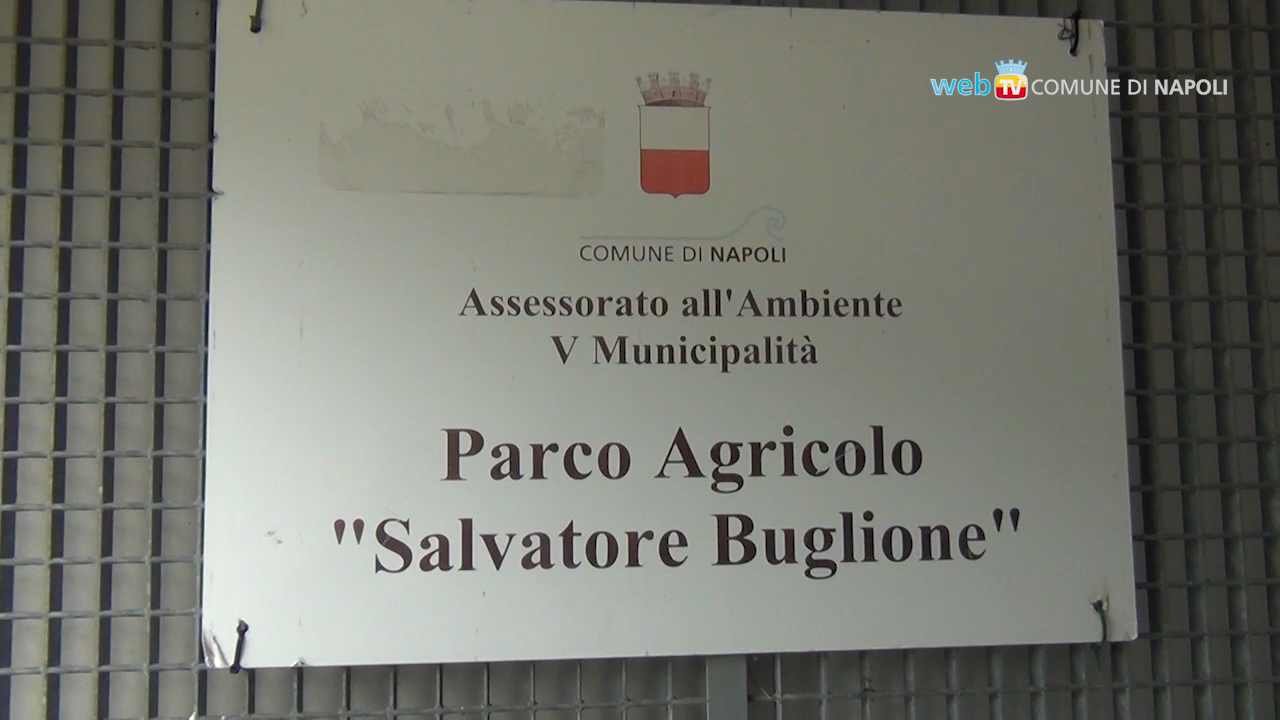 web TV COMUNE DI NAPOLI
COMUNE DI NAPOLI
Assessorato all'Ambiente
V Municipalità
Parco Agricolo
"Salvatore Buglione"